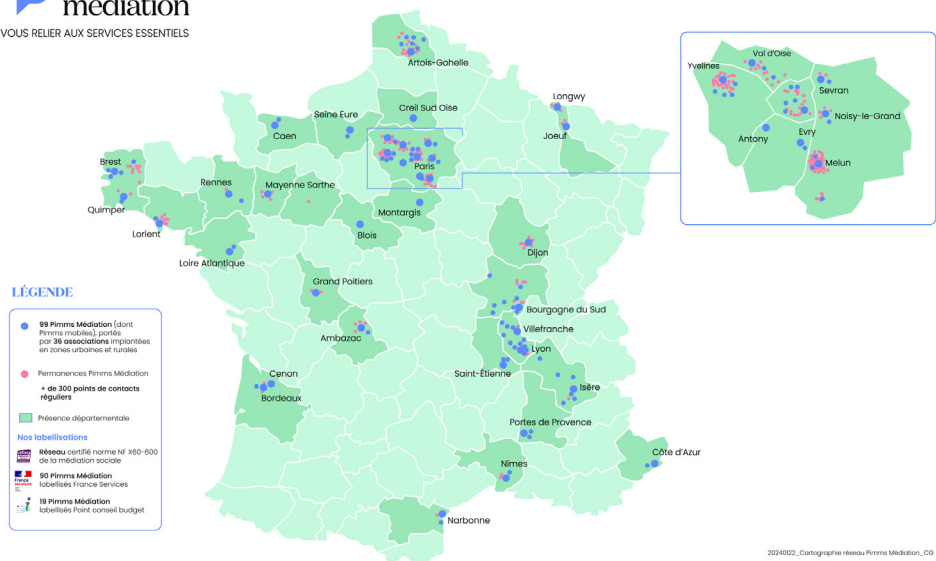 médiation
VOUS RELIER AUX SERVICES ESSENTIELS
Artois-Gohelle
Longwy
Creil Sud Oise
Seine Eure
Caen
Joeuf
Paris
Brest
Rennes
Mayenne Sarthe
Quimper
Montargis
Lorient
Blois
Loire Atlantique
Dijon
Grand Poitiers
Bourgogne du Sud
Villefranche
Ambazac
Lyon
Saint-Étienne
Cenon
Isère
Bordeaux
Portes de Provence
Côte d'Azur
Nîmes
Narbonne
Val d'Oise
Yvelines
Sevran
Noisy-le-Grand
Antony
Evry
Melun
LÉGENDE
99 Pimms Médiation (dont
Pimms mobiles), portés
par 36 associations implantées
en zones urbaines et rurales
Permanences Pimms Médiation
+ de 300 points de contacts
réguliers
Présence départementale
Nos labellisations
Réseau certifié norme NF X60-600
de la médiation sociale
90 Pimms Médiation
labellisés France Services
France
services
19 Pimms Médiation
labellisés Point conseil budget
20240122_Cartographie réseau Pimms Médiation_CG